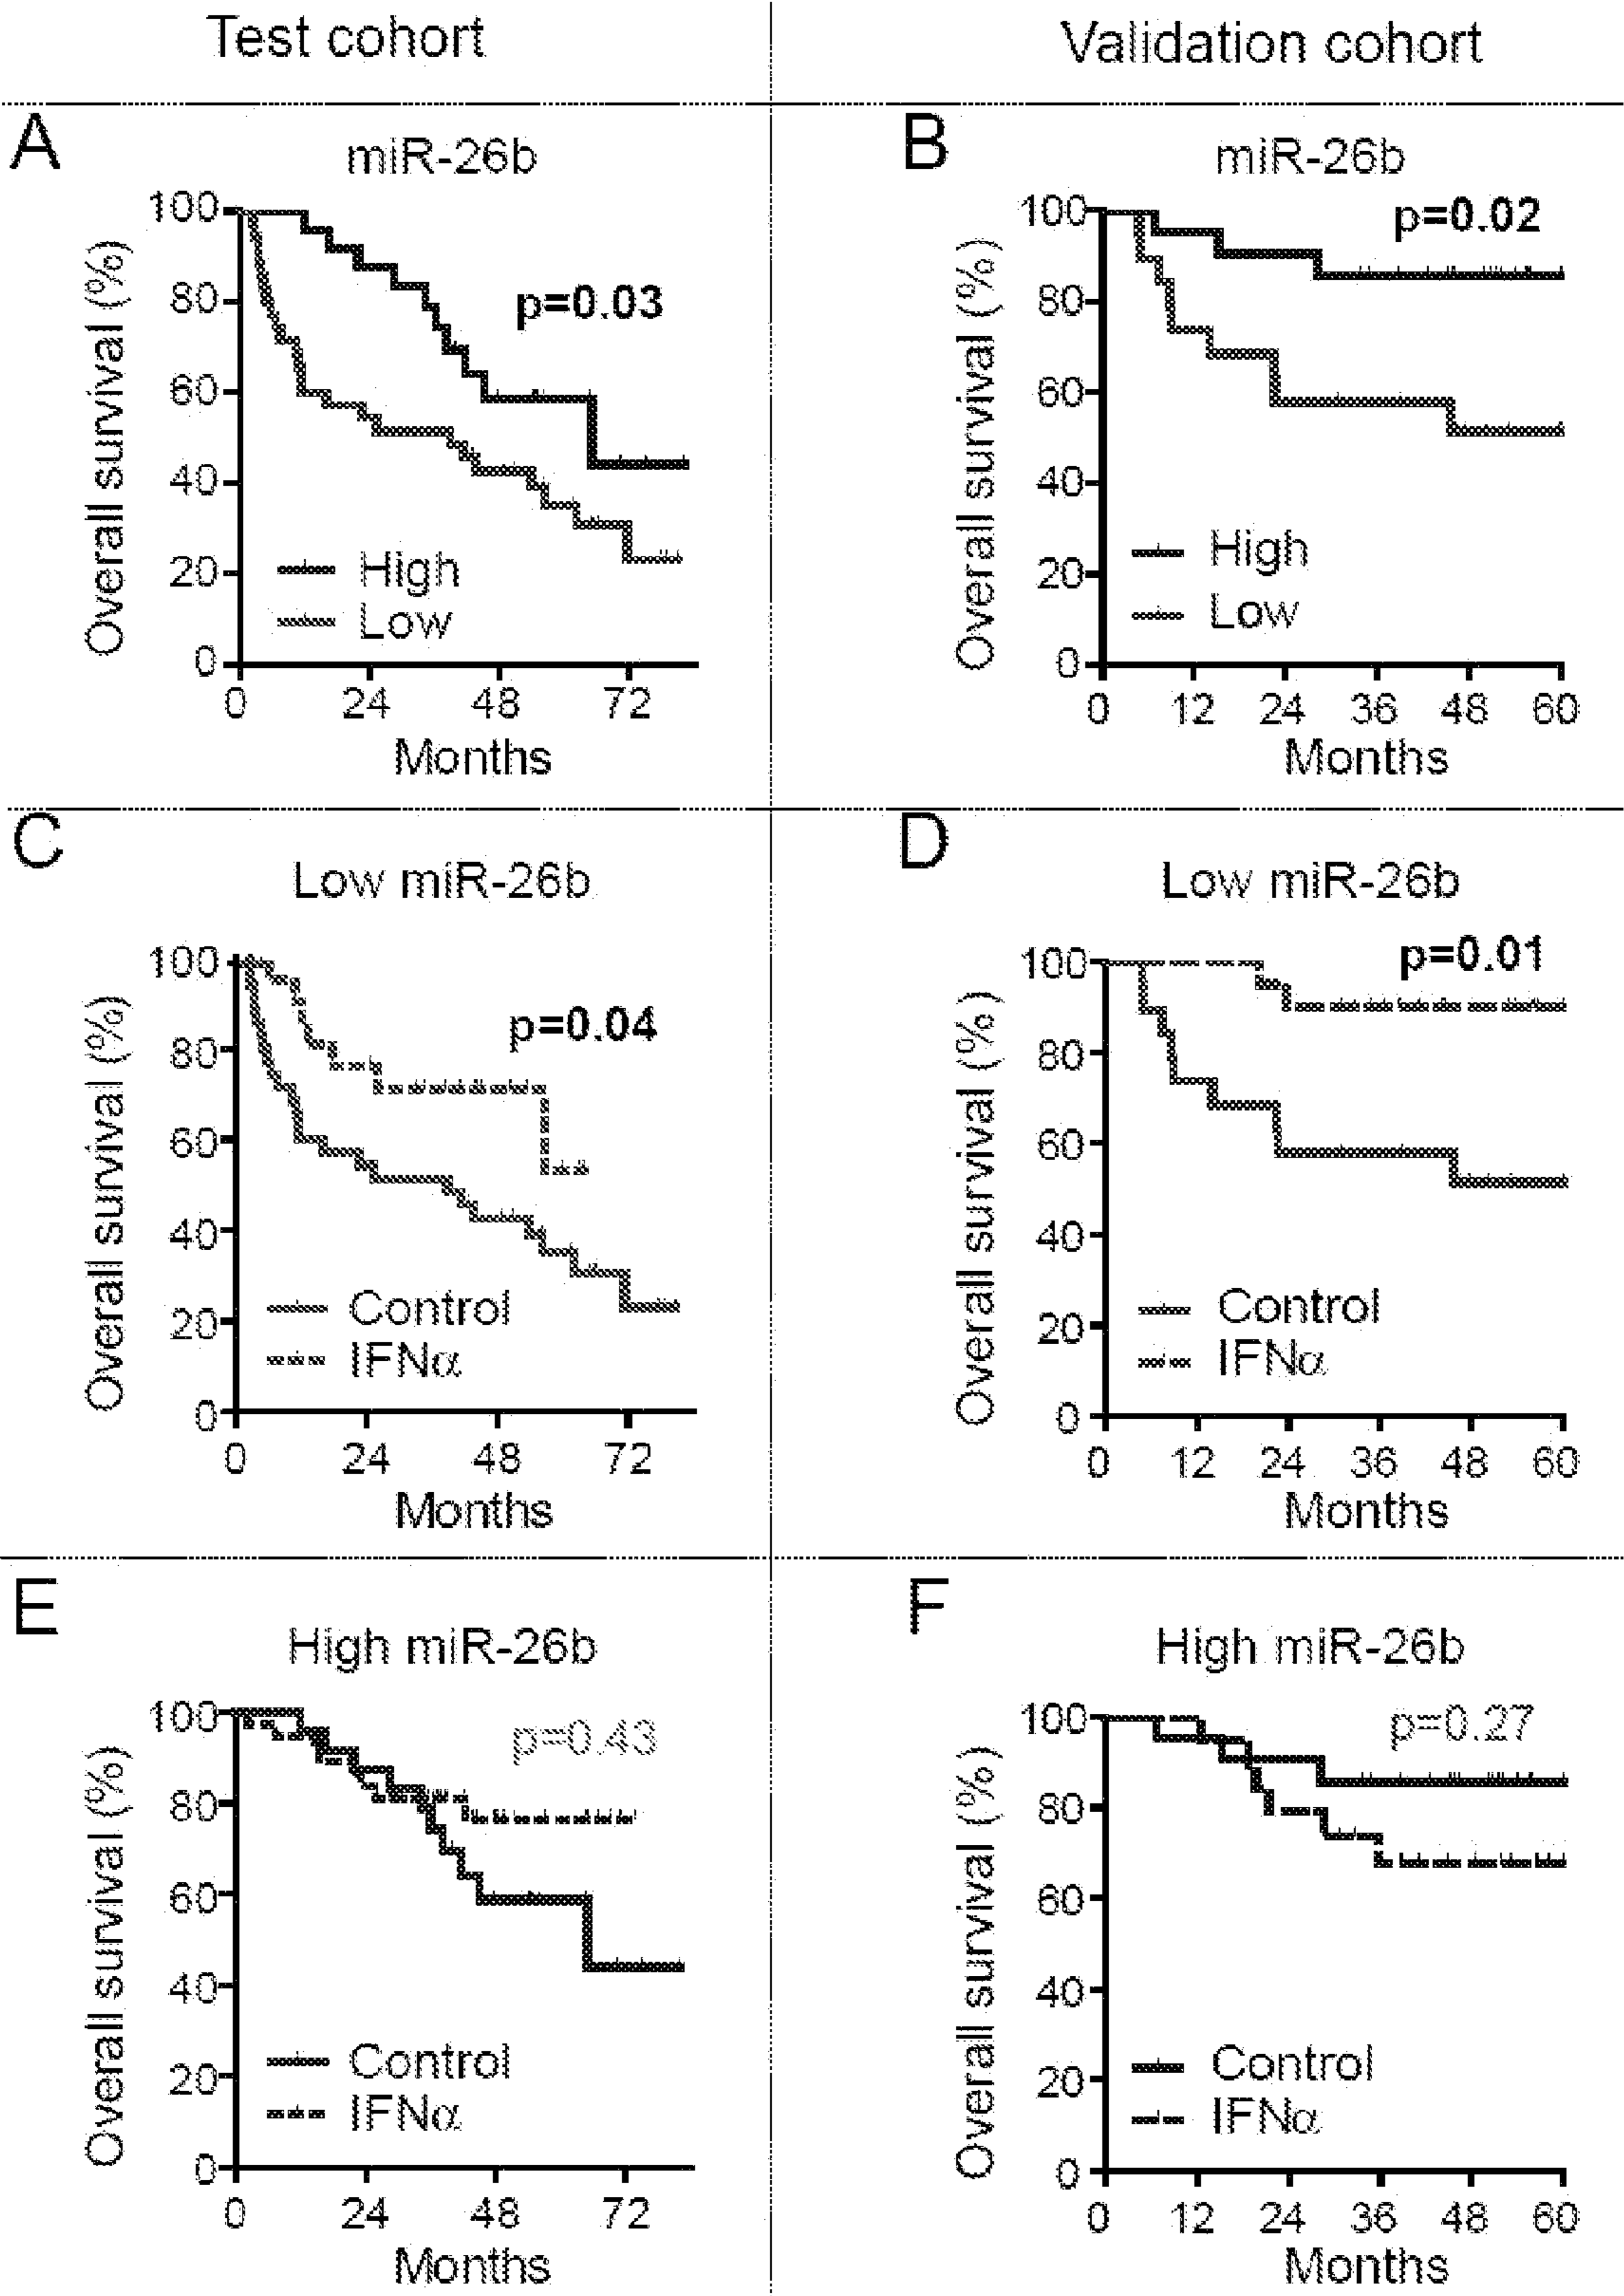 Test cohort
Validation cohort
A
miR-26b
100
80
60
40
20
0
Overall survival (%)
p=0.03
High
Low
0 24 48 72
Months
B
miR-26b
100
80
60
40
20
0
Overall survival (%)
p=0.02
High
Low
0 12 24 36 48 60
Months
C
Low miR-26b
100
80
60
40
20
0
Overall survival (%)
p=0.04
Control
IFNα
0 24 48 72
Months
D
Low miR-26b
100
80
60
40
20
0
Overall survival (%)
p=0.01
Control
IFNα
0 12 24 36 48 60
Months
E
High miR-26b
100
80
60
40
20
0
Overall survival (%)
p=0.43
Control
IFNα
0 24 48 72
Months
F
High miR-26b
100
80
60
40
20
0
Overall survival (%)
p=0.27
Control
IFNα
0 12 24 36 48 60
Months